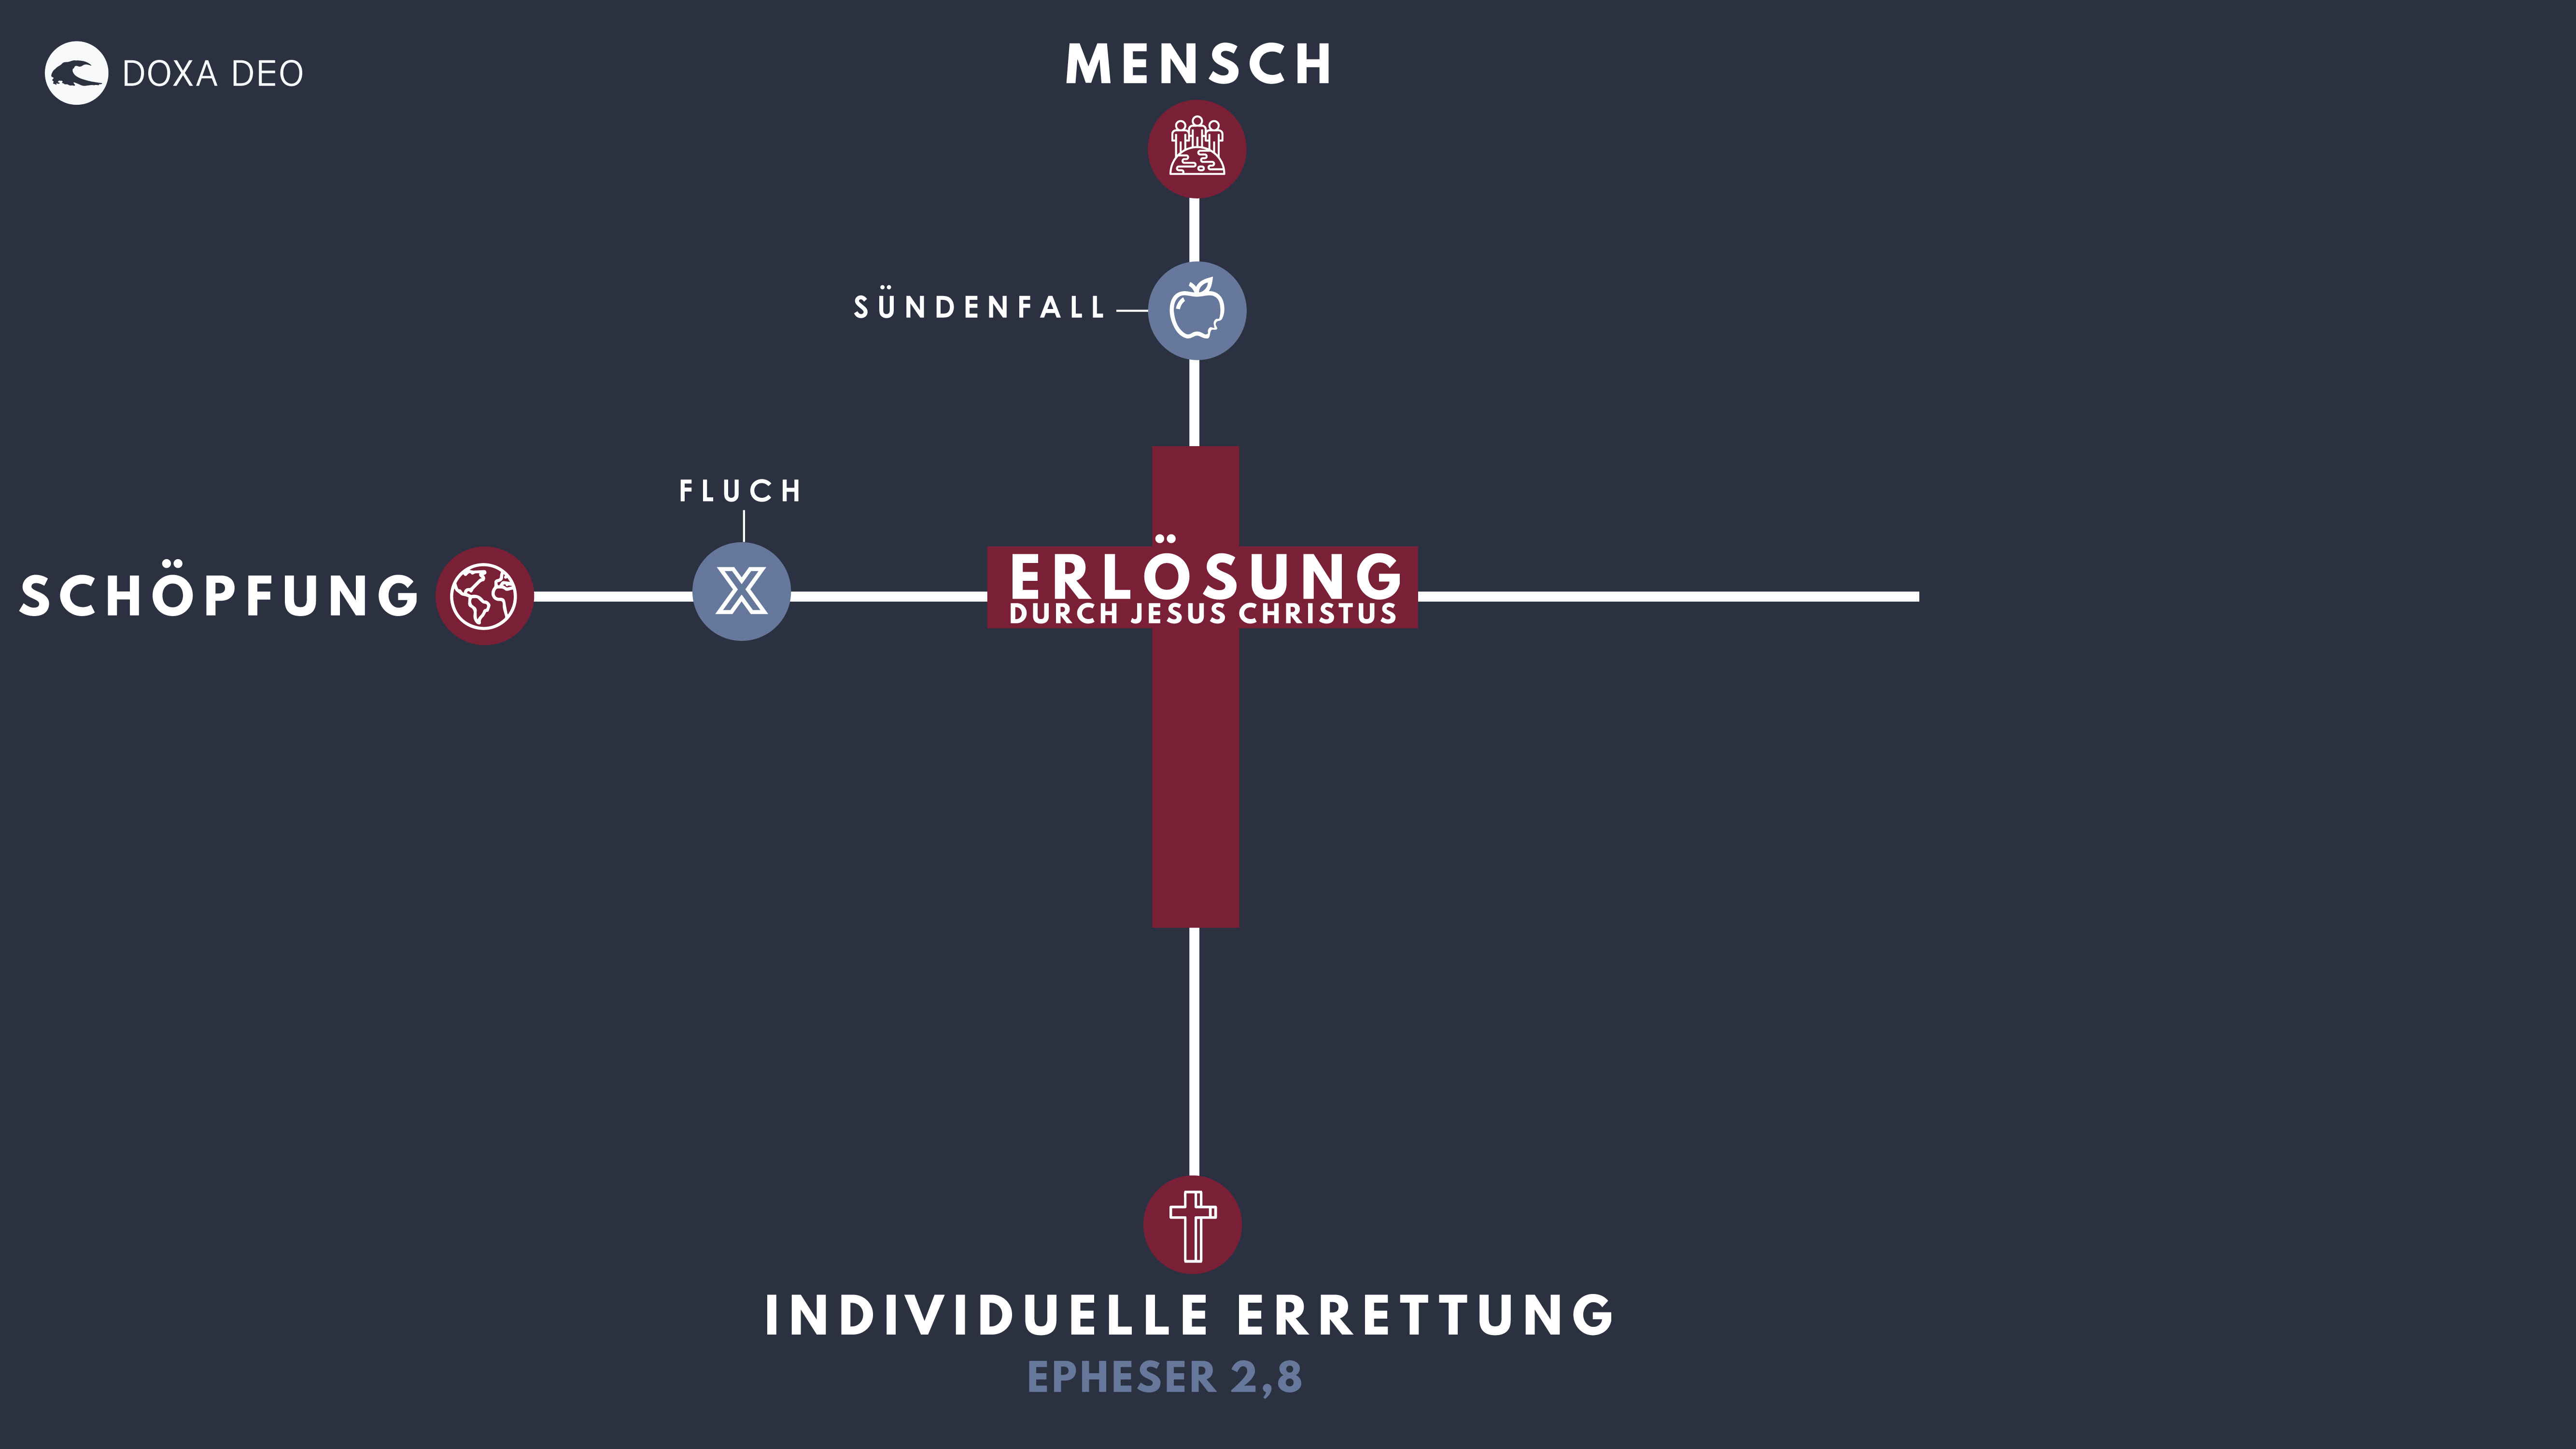 DOXA DEO
MENSCH
SÜNDENFALL
FLUCH
SCHÖPFUNG
ERLÖSUNG
DURCH JESUS CHRISTUS
INDIVIDUELLE ERRETTUNG
EPHESER 2,8